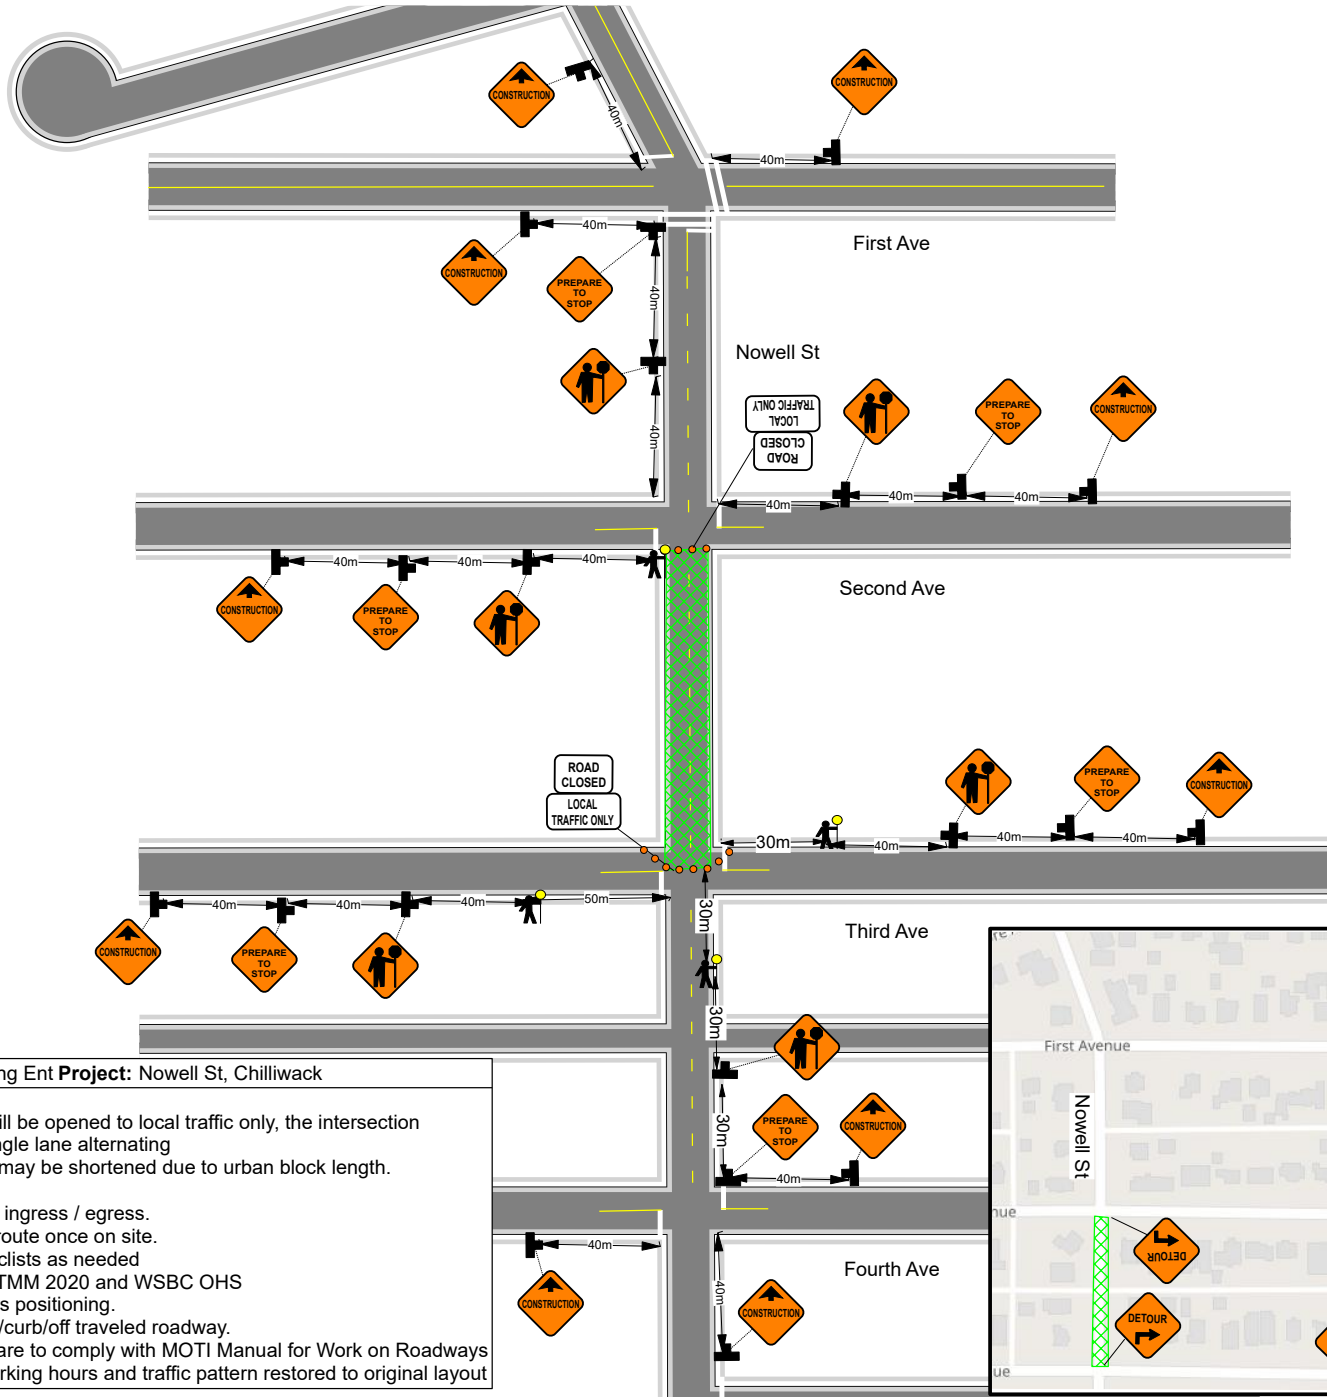 CONSTRUCTION
40m
CONSTRUCTION
40m
40m
CONSTRUCTION
PREPARE
TO
STOP
First Ave
40m
Nowell St
40m
ROAD
CLOSED
LOCAL
TRAFFIC ONLY
PREPARE
TO
STOP
CONSTRUCTION
40m
40m
40m
40m
40m
40m
CONSTRUCTION
PREPARE
TO
STOP
Second Ave
ROAD
CLOSED
LOCAL
TRAFFIC ONLY
PREPARE
TO
STOP
CONSTRUCTION
30m
40m
40m
40m
40m
40m
40m
50m
30m
CONSTRUCTION
PREPARE
TO
STOP
Third Ave
30m
30m
PREPARE
TO
STOP
CONSTRUCTION
40m
40m
CONSTRUCTION
40m
CONSTRUCTION
Fourth Ave
ng Ent Project: Nowell St, Chilliwack
ill be opened to local traffic only, the intersection
ngle lane alternating
may be shortened due to urban block length.
ingress / egress.
route once on site.
clists as needed
TMM 2020 and WSBC OHS
s positioning.
/curb/off traveled roadway.
are to comply with MOTI Manual for Work on Roadways
rking hours and traffic pattern restored to original layout
First Avenue
Nowell St
nue
DETOUR
DETOUR
ue